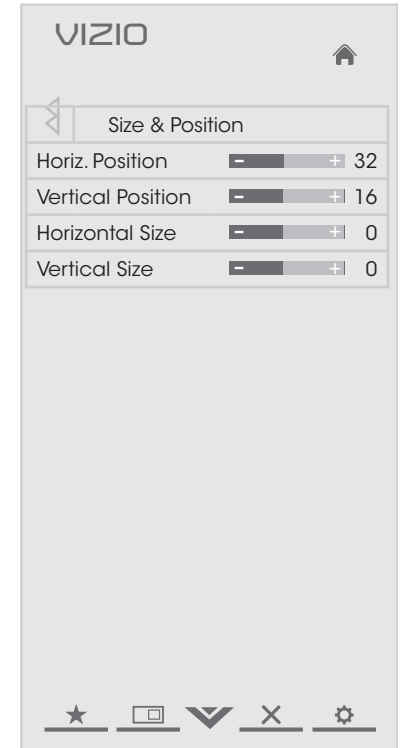 VIZIO
Size & Position
Horiz. Position - + 32
Vertical Position - + 16
Horizontal Size - + 0
Vertical Size - + 0